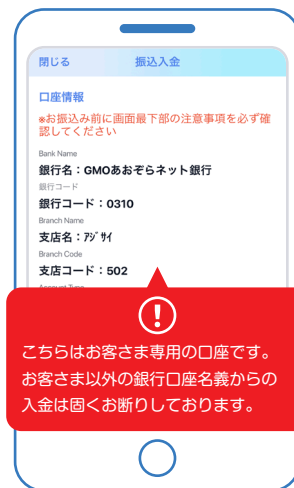 閉じる 振込入金
口座情報
※お振込み前に画面最下部の注意事項を必ず確
認してください
Bank Name
銀行名：GMOあおぞらネット銀行
銀行コード
銀行コード：0310
Branch Name
支店名：ｱｼﾞｻｲ
Branch Code
支店コード：502
Account Type
!
こちらはお客さま専用の口座です。
お客さま以外の銀行口座名義からの
入金は固くお断りしております。